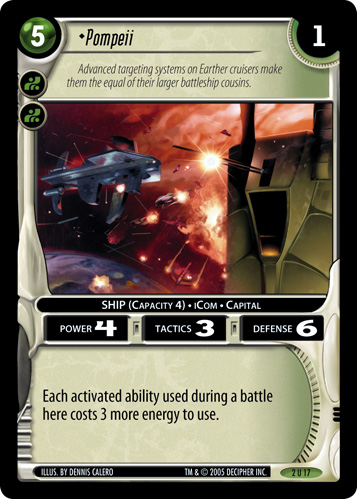 5
•Pompeii
1
Advanced targeting systems on Earther cruisers make
them the equal of their larger battleship cousins.
SHIP (CAPACITY 4) • ICOM • CAPITAL
POWER 4 TACTICS 3 DEFENSE 6
Each activated ability used during a battle
here costs 3 more energy to use.
ILLUS. BY DENNIS CALERO TM & © 2005 DECIPHER INC. 2 U 17